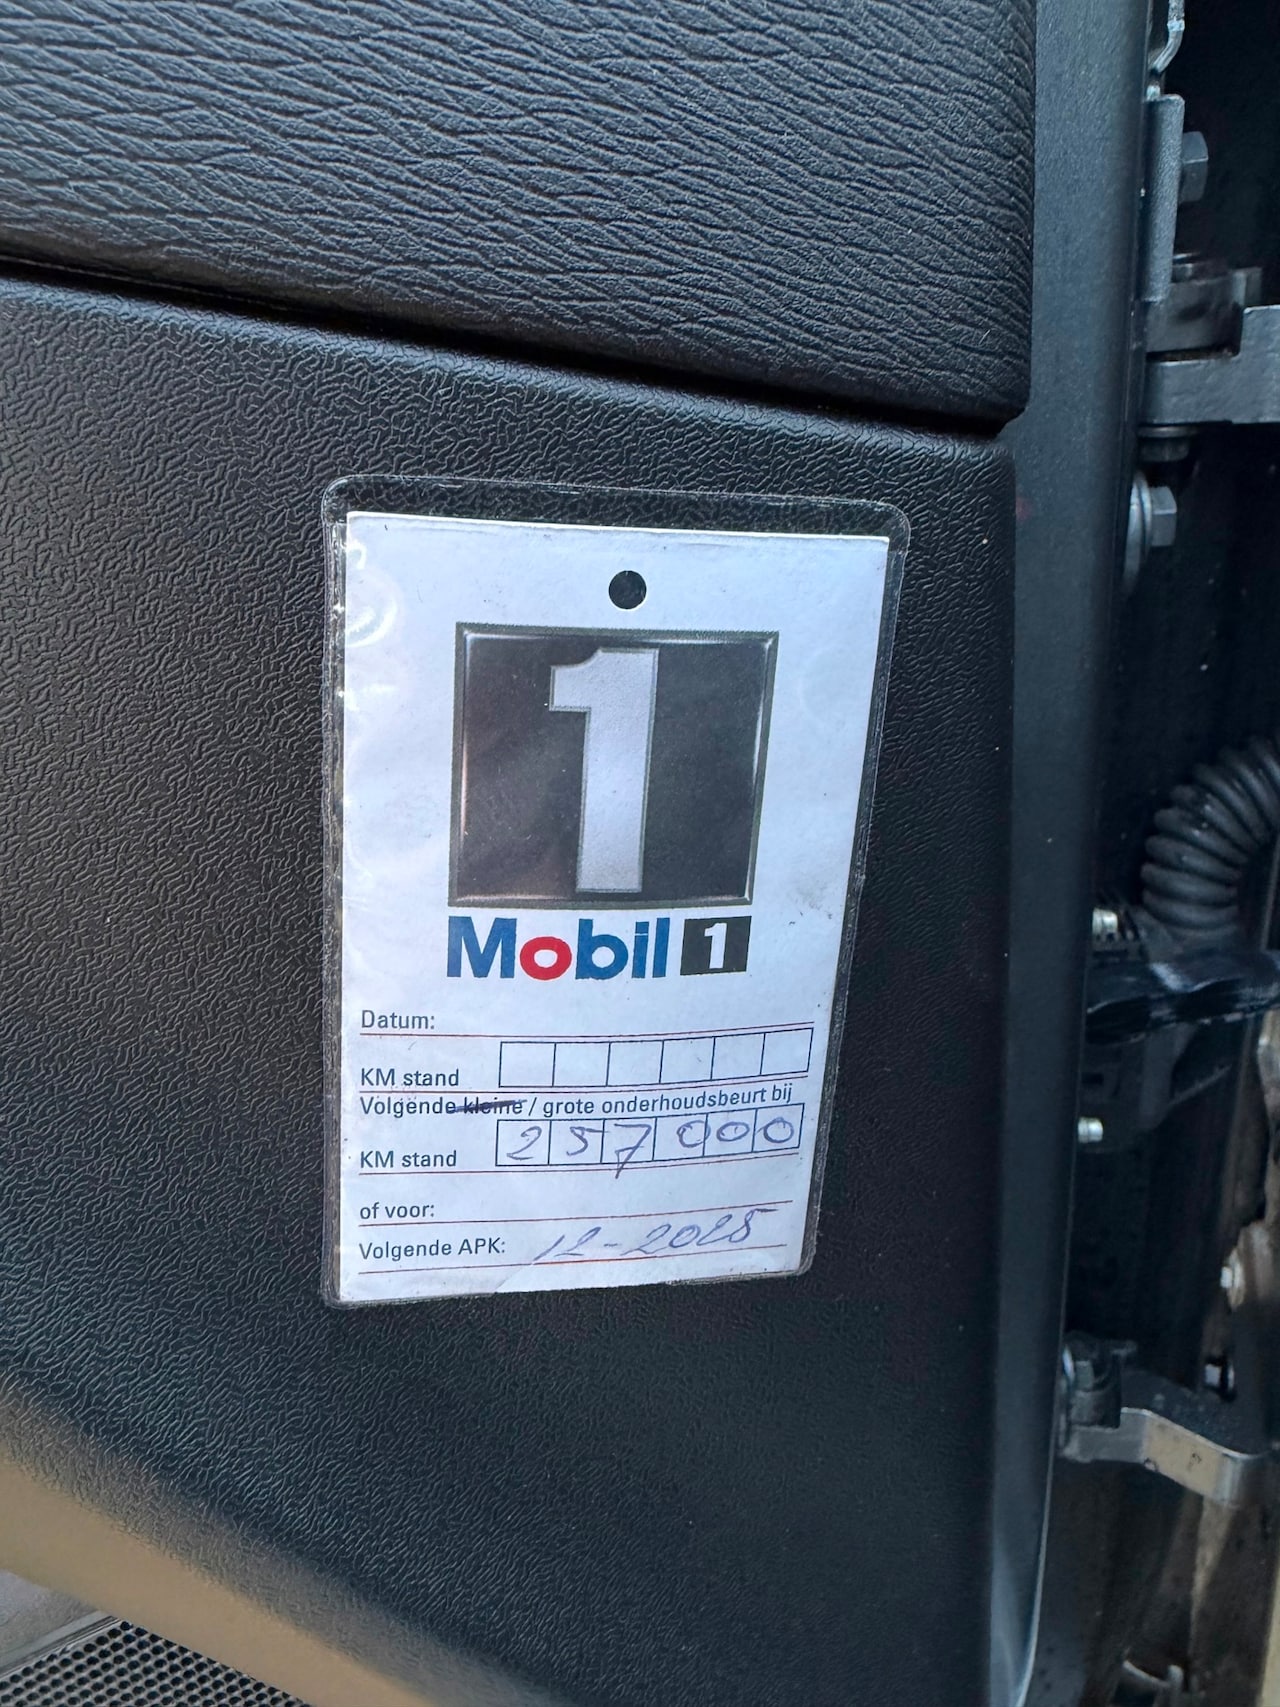 1
Mobil 1
Datum:
KM stand
Volgende kleine / grote onderhoudsbeurt bij
KM stand 257000
of voor:
Volgende APK: 12-2025